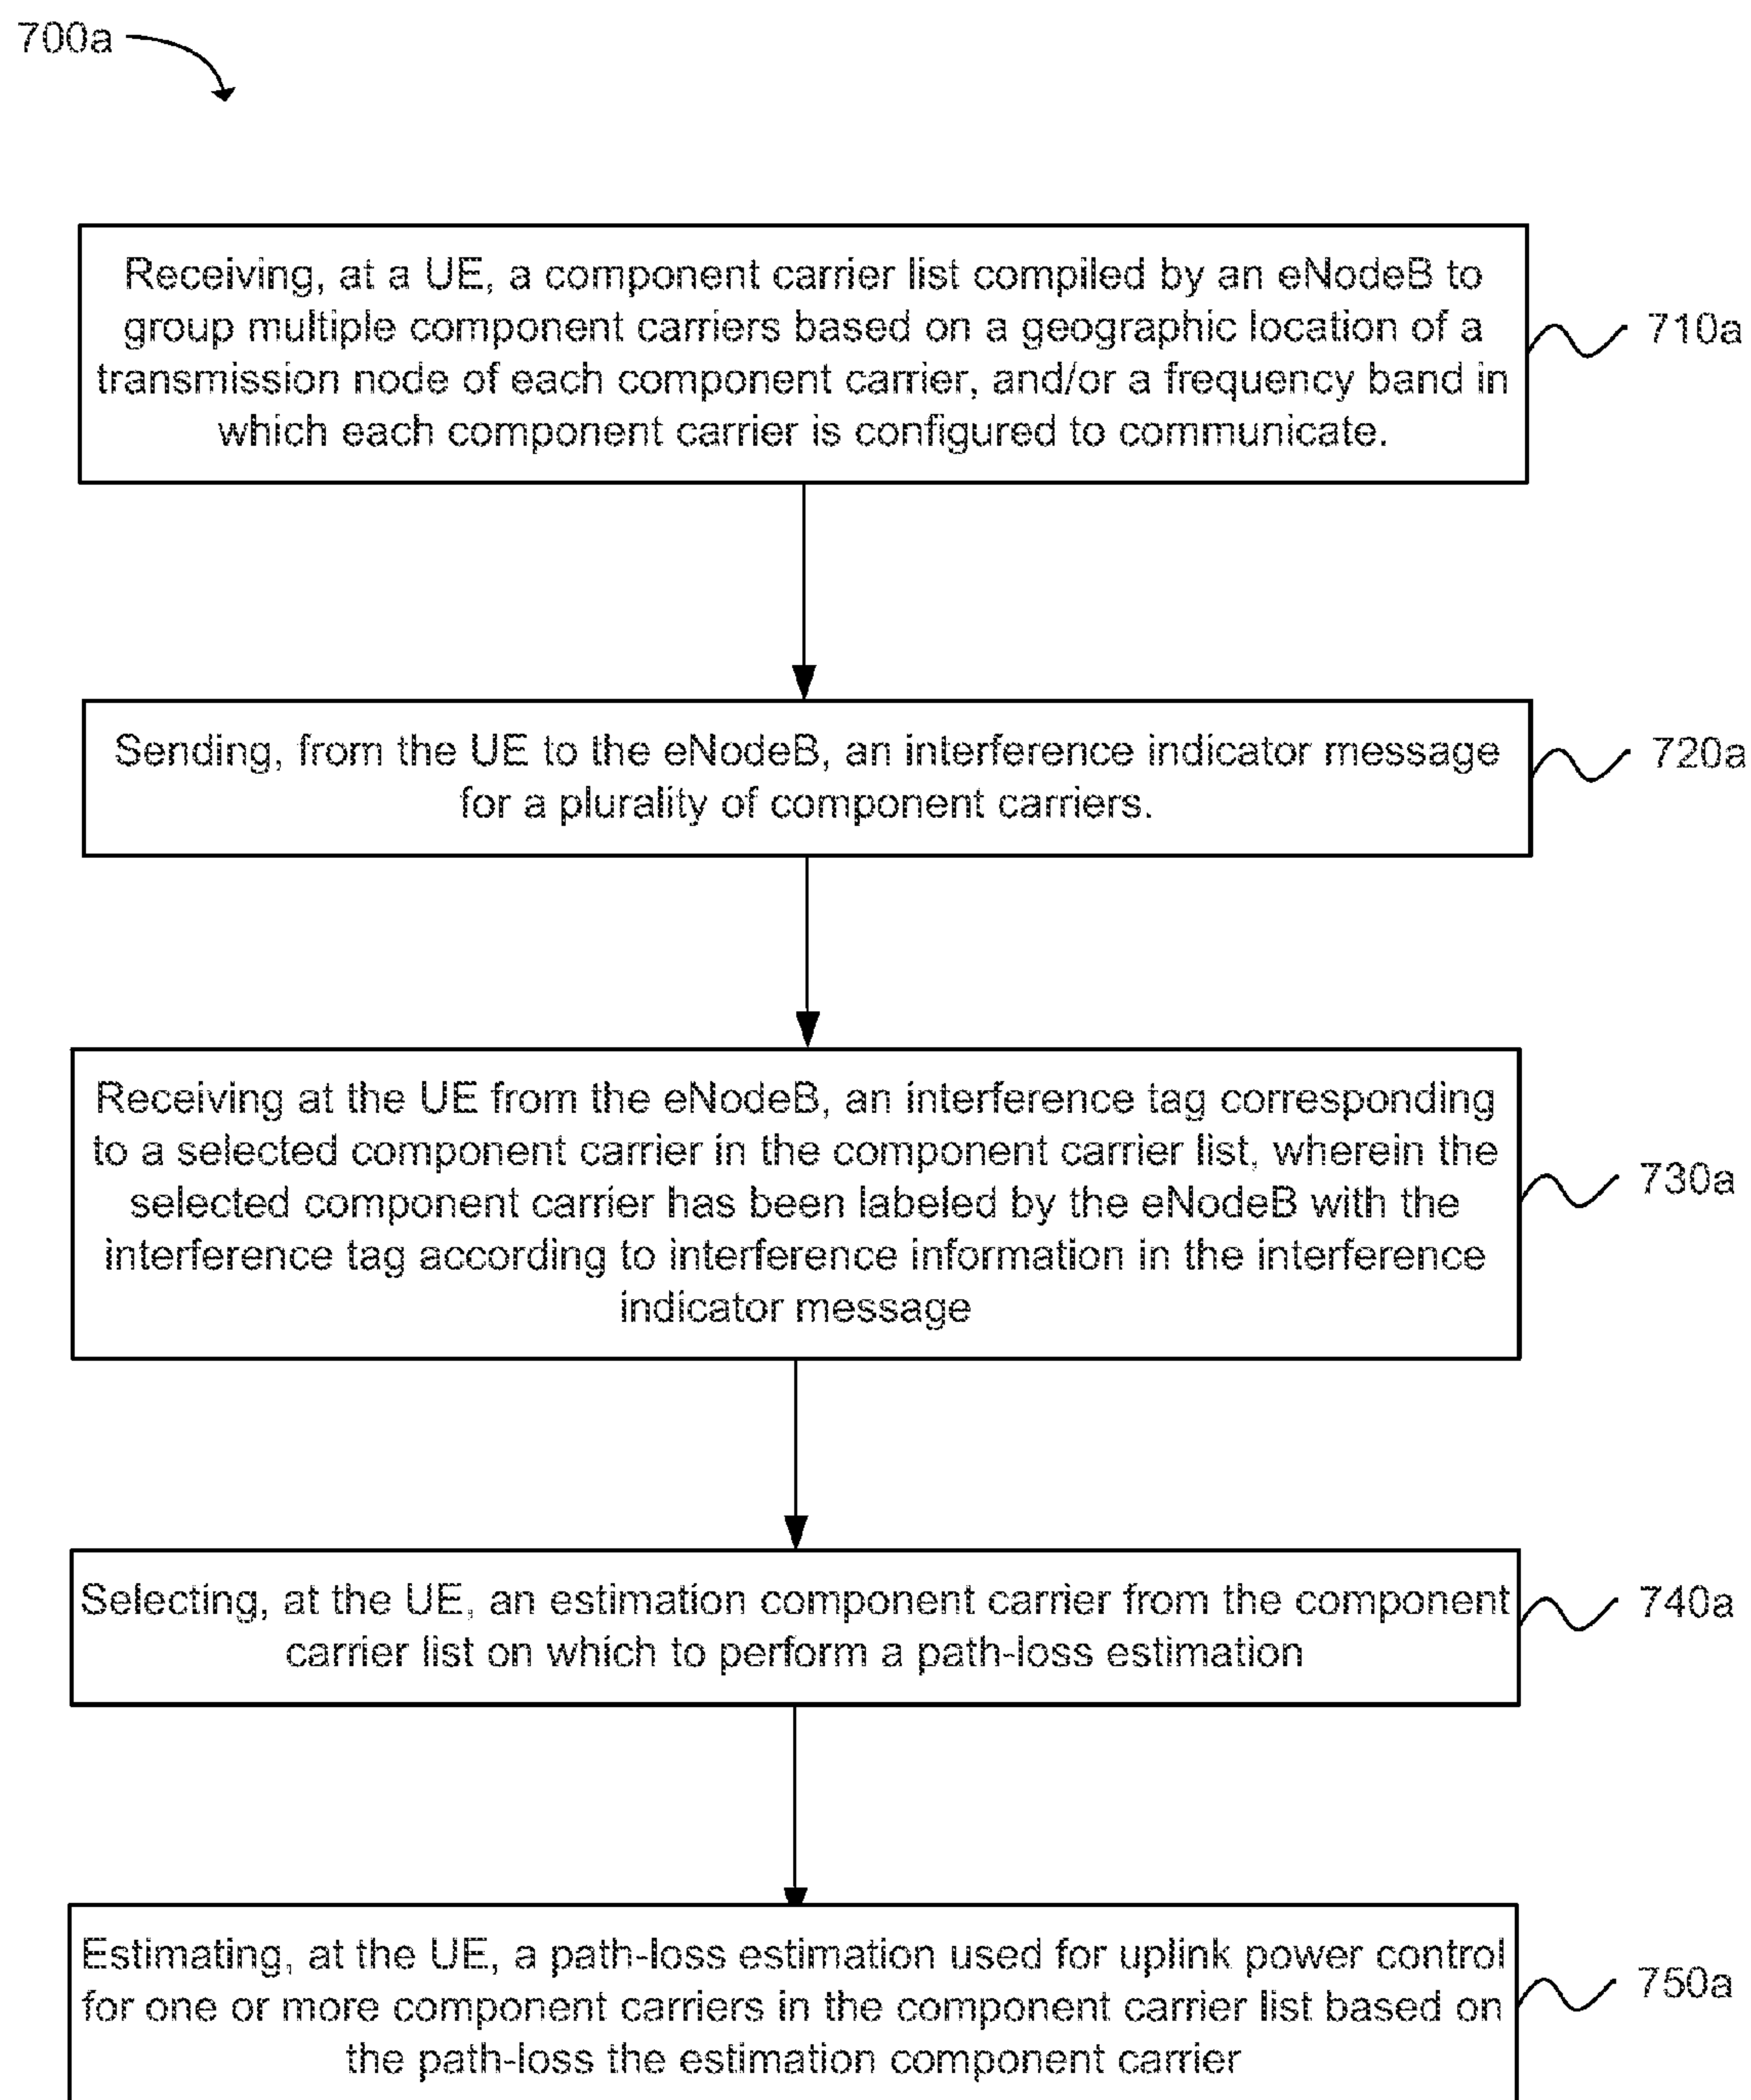 700a
Receiving, at a UE, a component carrier list compiled by an eNodeB to
group multiple component carriers based on a geographic location of a
transmission node of each component carrier, and/or a frequency band in
which each component carrier is configured to communicate.
710a
Sending, from the UE to the eNodeB, an interference indicator message
for a plurality of component carriers.
720a
Receiving at the UE from the eNodeB, an interference tag corresponding
to a selected component carrier in the component carrier list, wherein the
selected component carrier has been labeled by the eNodeB with the
interference tag according to interference information in the interference
indicator message
730a
Selecting, at the UE, an estimation component carrier from the component
carrier list on which to perform a path-loss estimation
740a
Estimating, at the UE, a path-loss estimation used for uplink power control
for one or more component carriers in the component carrier list based on
the path-loss the estimation component carrier
750a